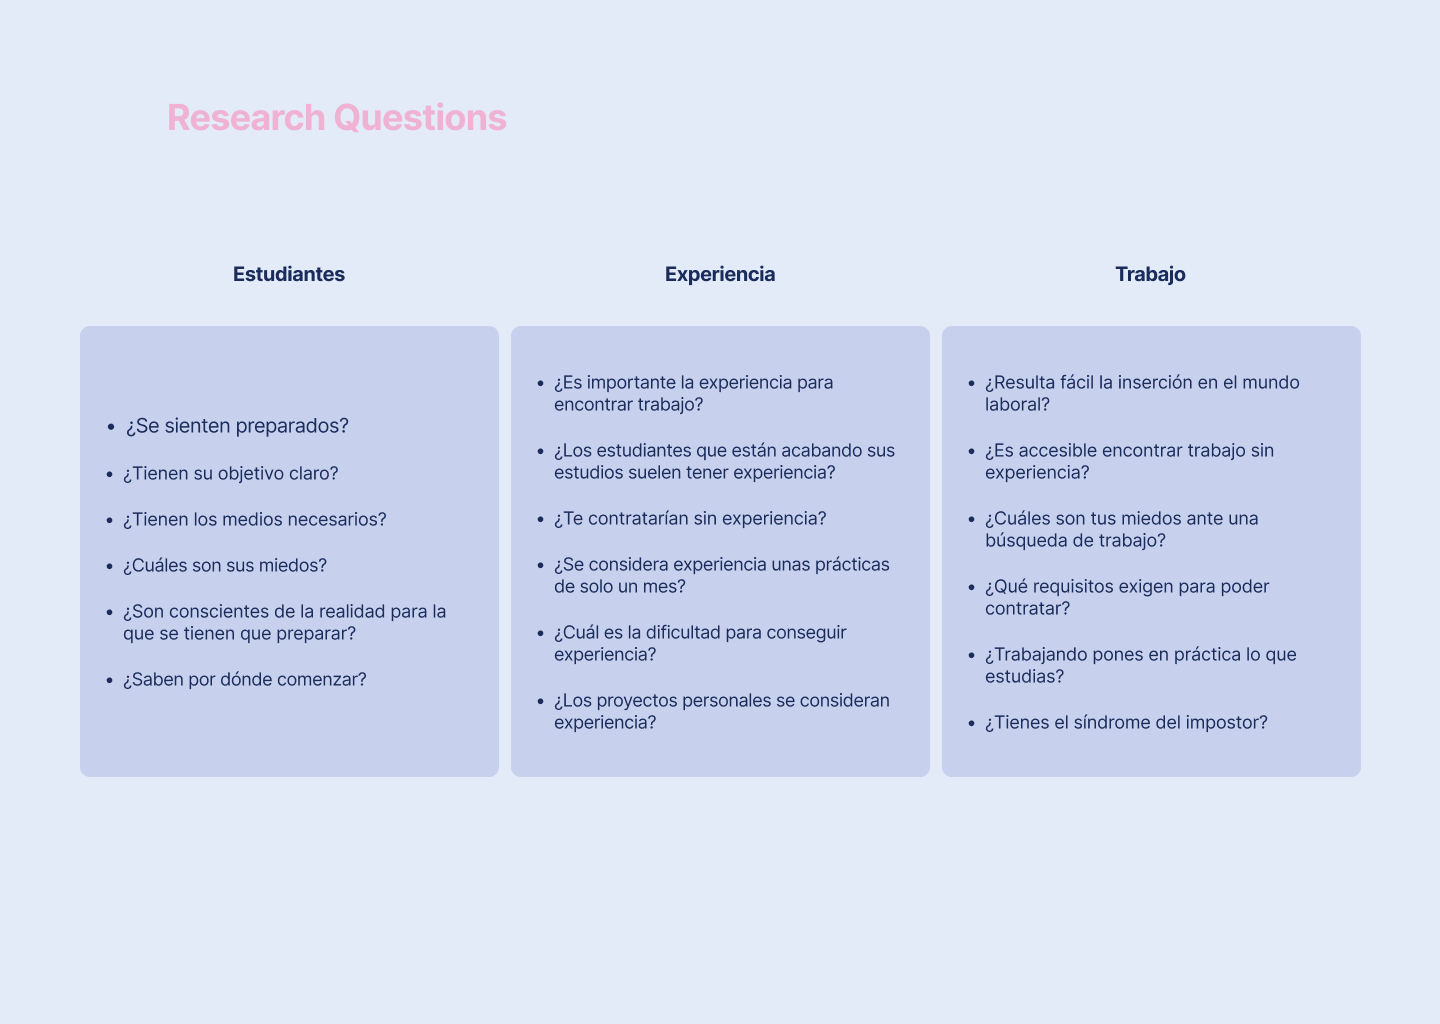 Research Questions
Estudiantes
• ¿Se sienten preparados?
• ¿Tienen su objetivo claro?
• ¿Tienen los medios necesarios?
• ¿Cuáles son sus miedos?
• ¿Son conscientes de la realidad para la
que se tienen que preparar?
• ¿Saben por dónde comenzar?
Experiencia
• ¿Es importante la experiencia para
encontrar trabajo?
• ¿Los estudiantes que están acabando sus
estudios suelen tener experiencia?
• ¿Te contratarían sin experiencia?
• ¿Se considera experiencia unas prácticas
de solo un mes?
• ¿Cuál es la dificultad para conseguir
experiencia?
• ¿Los proyectos personales se consideran
experiencia?
Trabajo
• ¿Resulta fácil la inserción en el mundo
laboral?
• ¿Es accesible encontrar trabajo sin
experiencia?
• ¿Cuáles son tus miedos ante una
búsqueda de trabajo?
• ¿Qué requisitos exigen para poder
contratar?
• ¿Trabajando pones en práctica lo que
estudias?
• ¿Tienes el síndrome del impostor?